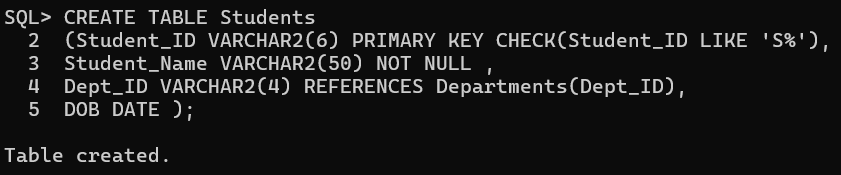 SQL> CREATE TABLE Students
  2  (Student_ID VARCHAR2(6) PRIMARY KEY CHECK(Student_ID LIKE 'S%'),
  3  Student_Name VARCHAR2(50) NOT NULL ,
  4  Dept_ID VARCHAR2(4) REFERENCES Departments(Dept_ID),
  5  DOB DATE );
Table created.